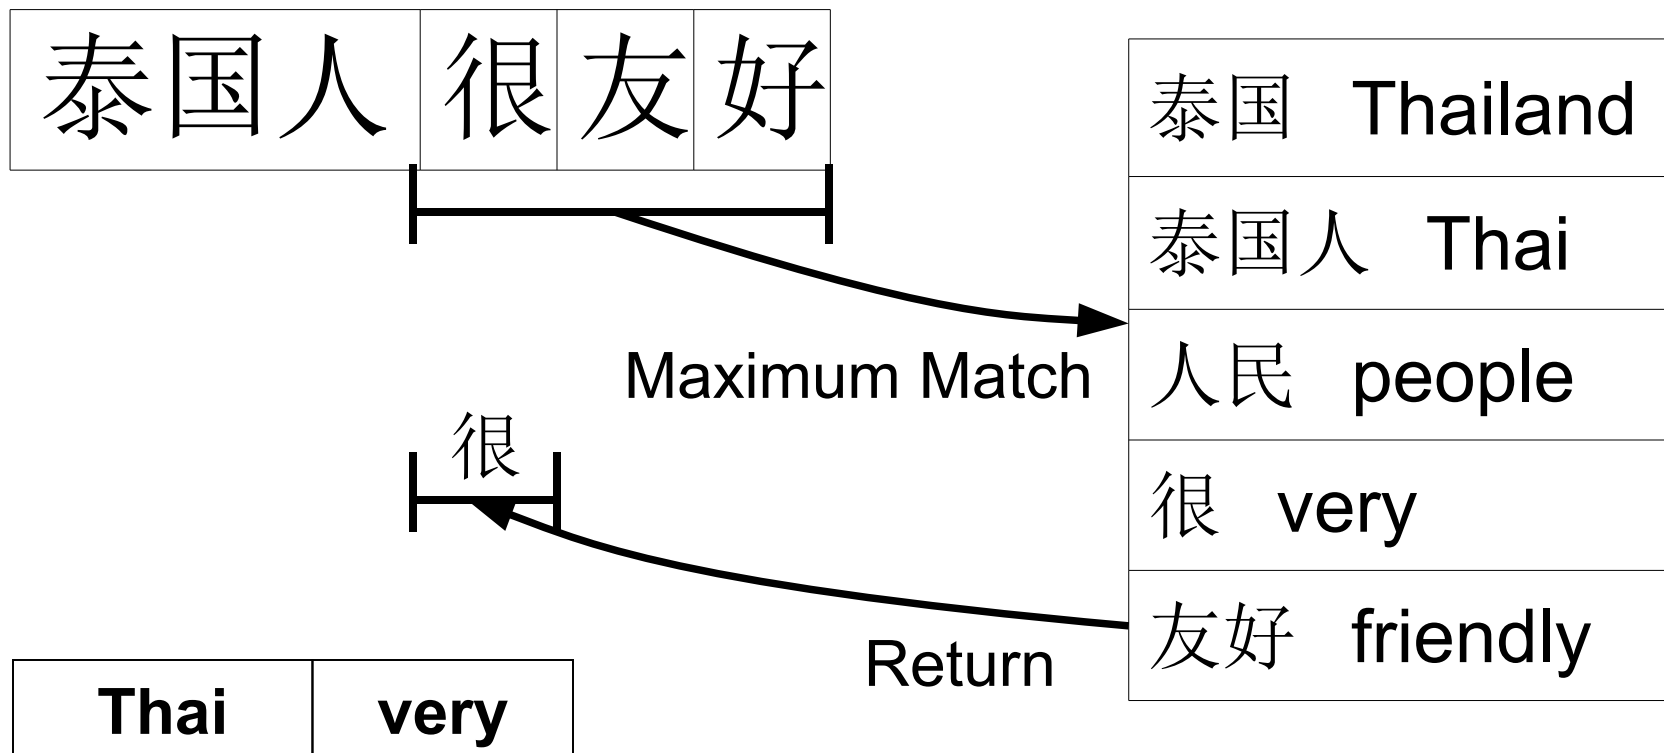 泰国人 很 友 好
泰国 Thailand
泰国人 Thai
Maximum Match
人民 people
很
很 very
Return
友好 friendly
Thai very